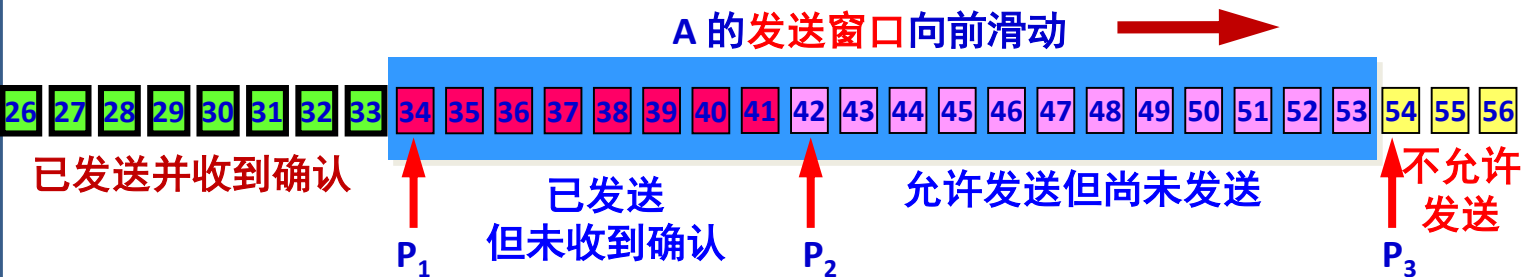 A 的发送窗口向前滑动
26 27 28 29 30 31 32 33 34 35 36 37 38 39 40 41 42 43 44 45 46 47 48 49 50 51 52 53 54 55 56
已发送并收到确认
已发送
但未收到确认
允许发送但尚未发送
不允许
发送
P1
P2
P3